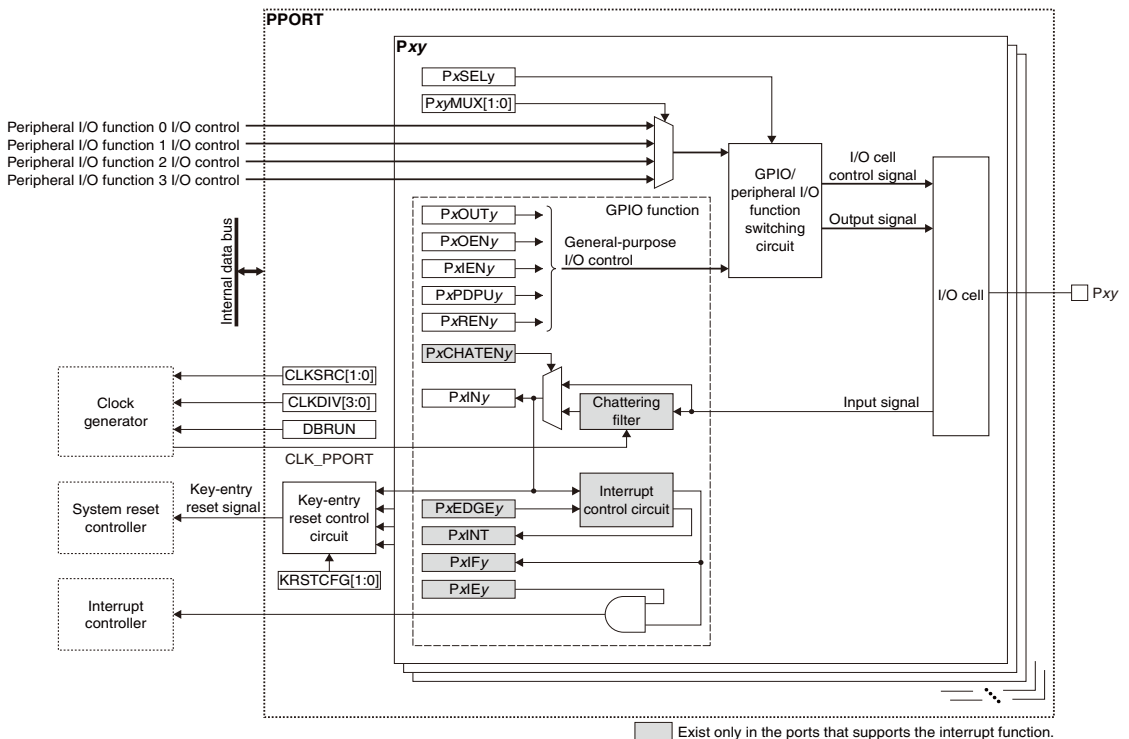 PPORT
Pxy
PxSELy
PxyMUX[1:0]
Peripheral I/O function 0 I/O control
Peripheral I/O function 1 I/O control
Peripheral I/O function 2 I/O control
Peripheral I/O function 3 I/O control
GPIO/
peripheral I/O
function
switching
circuit
I/O cell
control signal
Output signal
I/O cell
Pxy
Internal data bus
GPIO function
PxOUTy
PxOENy
PxIENy
PxPDPUy
PxRENy
General-purpose
I/O control
PxCHATENy
PxINy
Chattering
filter
Input signal
Clock
generator
CLKSRC[1:0]
CLKDIV[3:0]
DBRUN
CLK_PPORT
System reset
controller
Key-entry
reset signal
Key-entry
reset control
circuit
KRSTCFG[1:0]
Interrupt
control circuit
PxEDGEy
PxINT
PxIFy
PxIEy
Interrupt
controller
Exist only in the ports that supports the interrupt function.